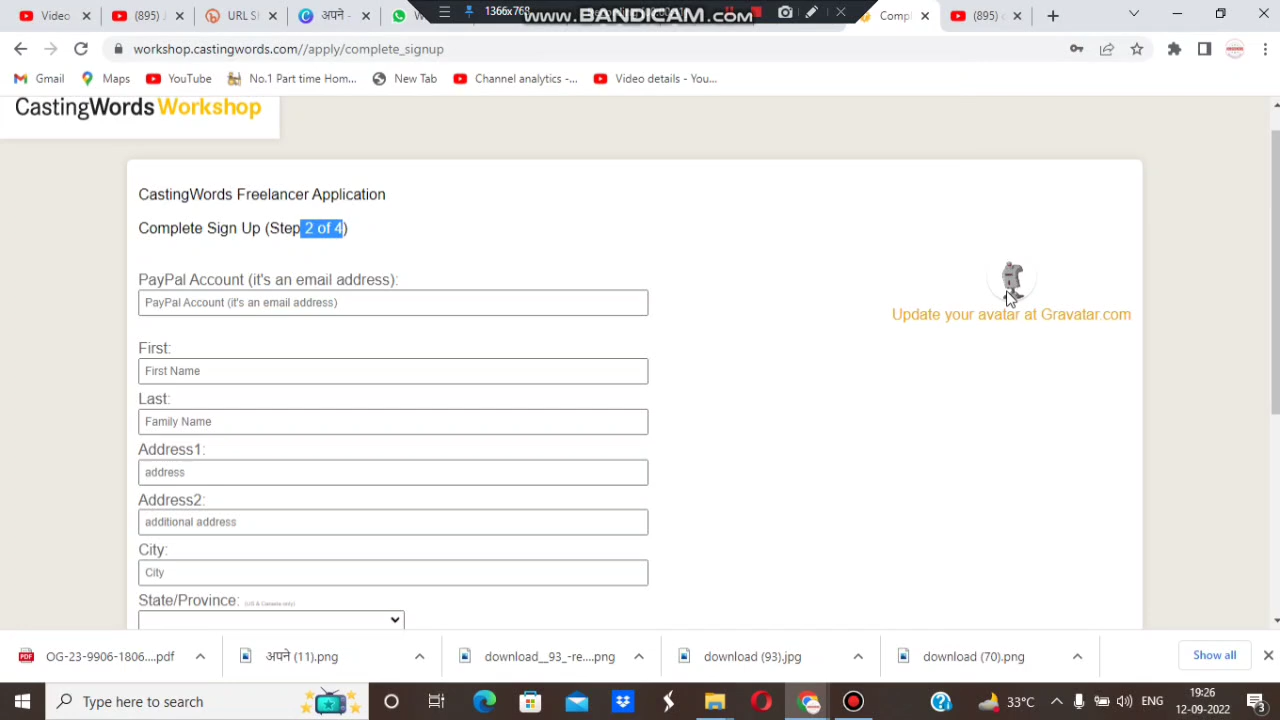 Video
(895)
URL S
अपने
W
1366x768
www.BANDICAM.com
Compl
(895)
workshop.castingwords.com//apply/complete_signup
Gmail
Maps
YouTube
No.1 Part time Hom...
New Tab
Channel analytics -...
Video details - You...
CastingWords Workshop
CastingWords Freelancer Application
Complete Sign Up (Step 2 of 4)
PayPal Account (it's an email address):
PayPal Account (it's an email address)
Update your avatar at Gravatar.com
First:
First Name
Last:
Family Name
Address1:
address
Address2:
additional address
City:
City
State/Province: (US & Canada only)
OG-23-9906-1806....pdf
अपने (11).png
download__93_-re....png
download (93).jpg
download (70).png
Show all
Type here to search
33°C
ENG
19:26
12-09-2022
3